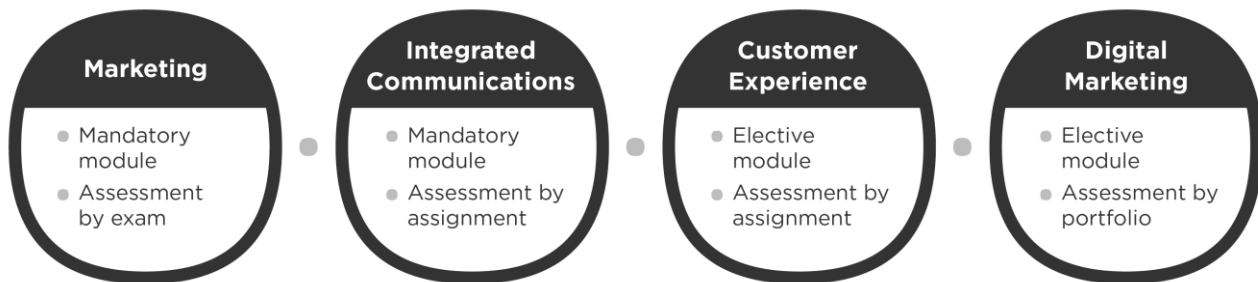 Marketing
Mandatory
module
Assessment
by exam
Integrated
Communications
Mandatory
module
Assessment by
assignment
Customer
Experience
Elective
module
Assessment by
assignment
Digital
Marketing
Elective
module
Assessment by
portfolio